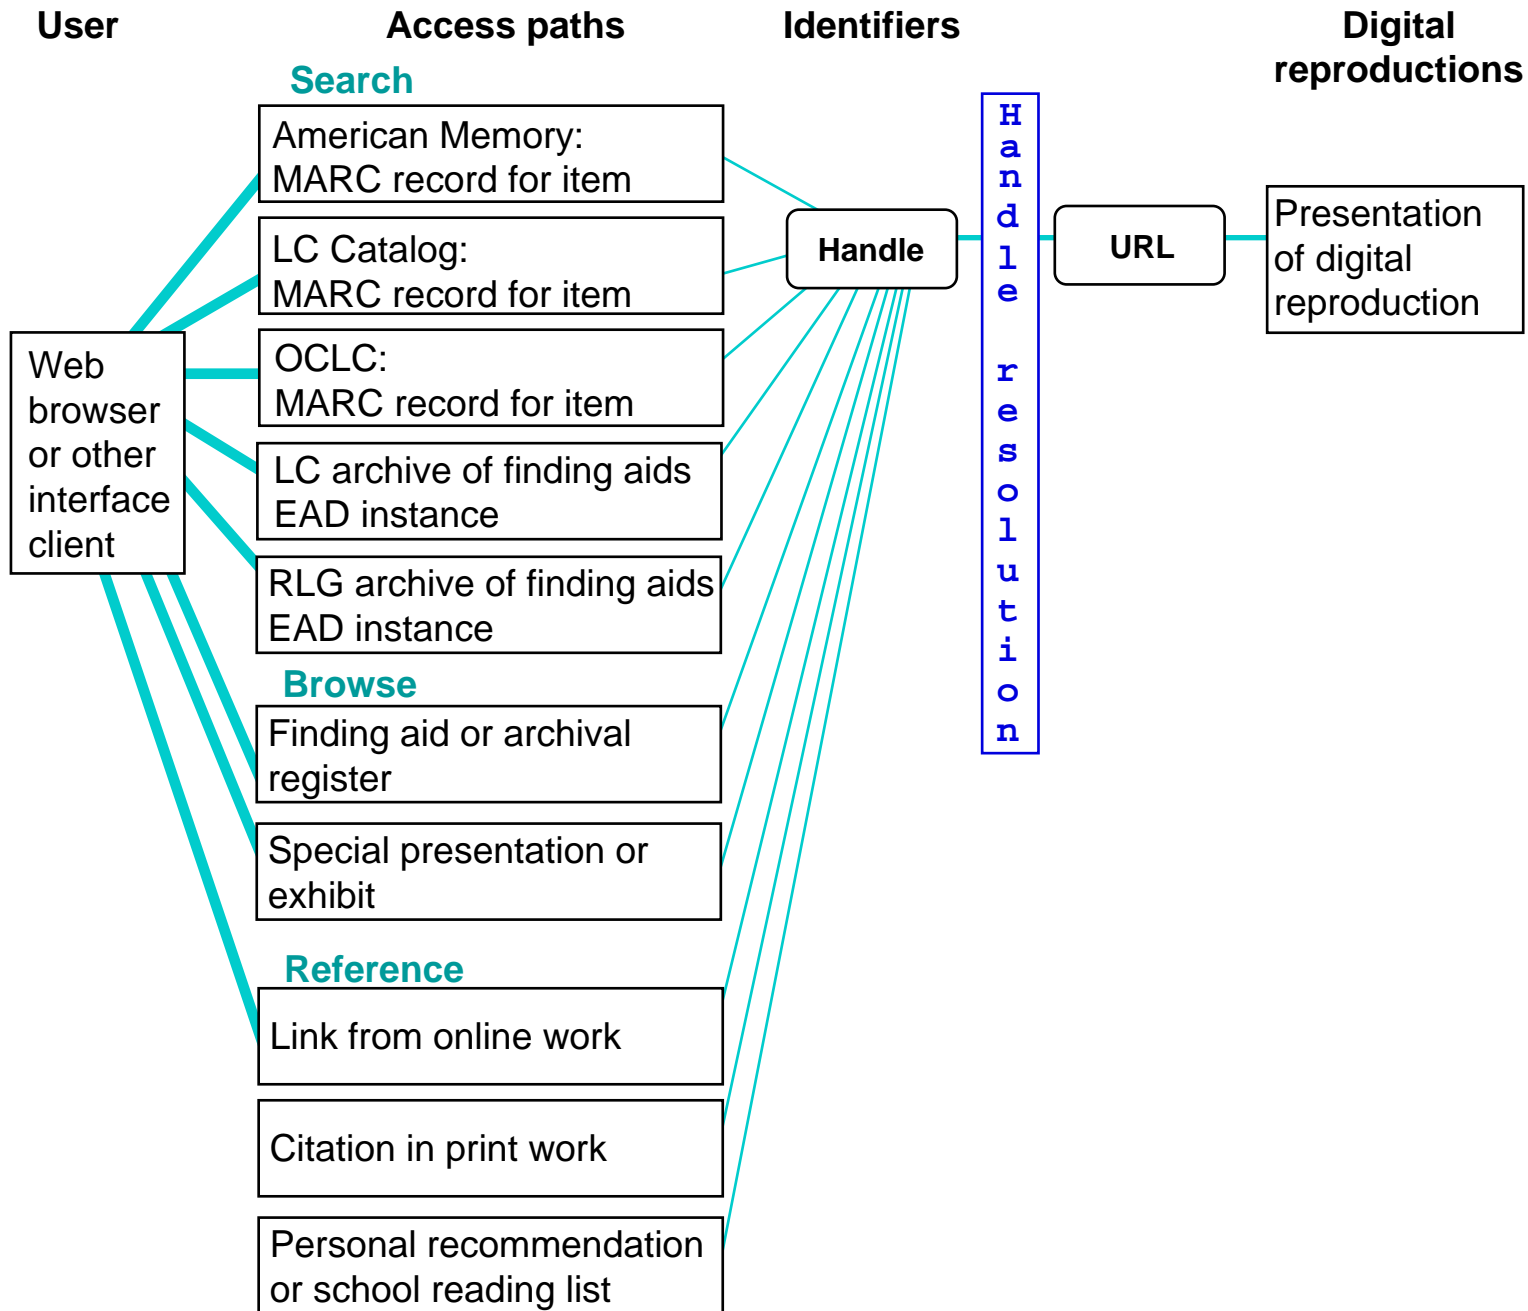 User
Access paths
Identifiers
Digital
reproductions
Search
American Memory:
MARC record for item
LC Catalog:
MARC record for item
OCLC:
MARC record for item
LC archive of finding aids
EAD instance
RLG archive of finding aids
EAD instance
Browse
Finding aid or archival
register
Special presentation or
exhibit
Reference
Link from online work
Citation in print work
Personal recommendation
or school reading list
Web
browser
or other
interface
client
Handle
Handle resolution
URL
Presentation
of digital
reproduction